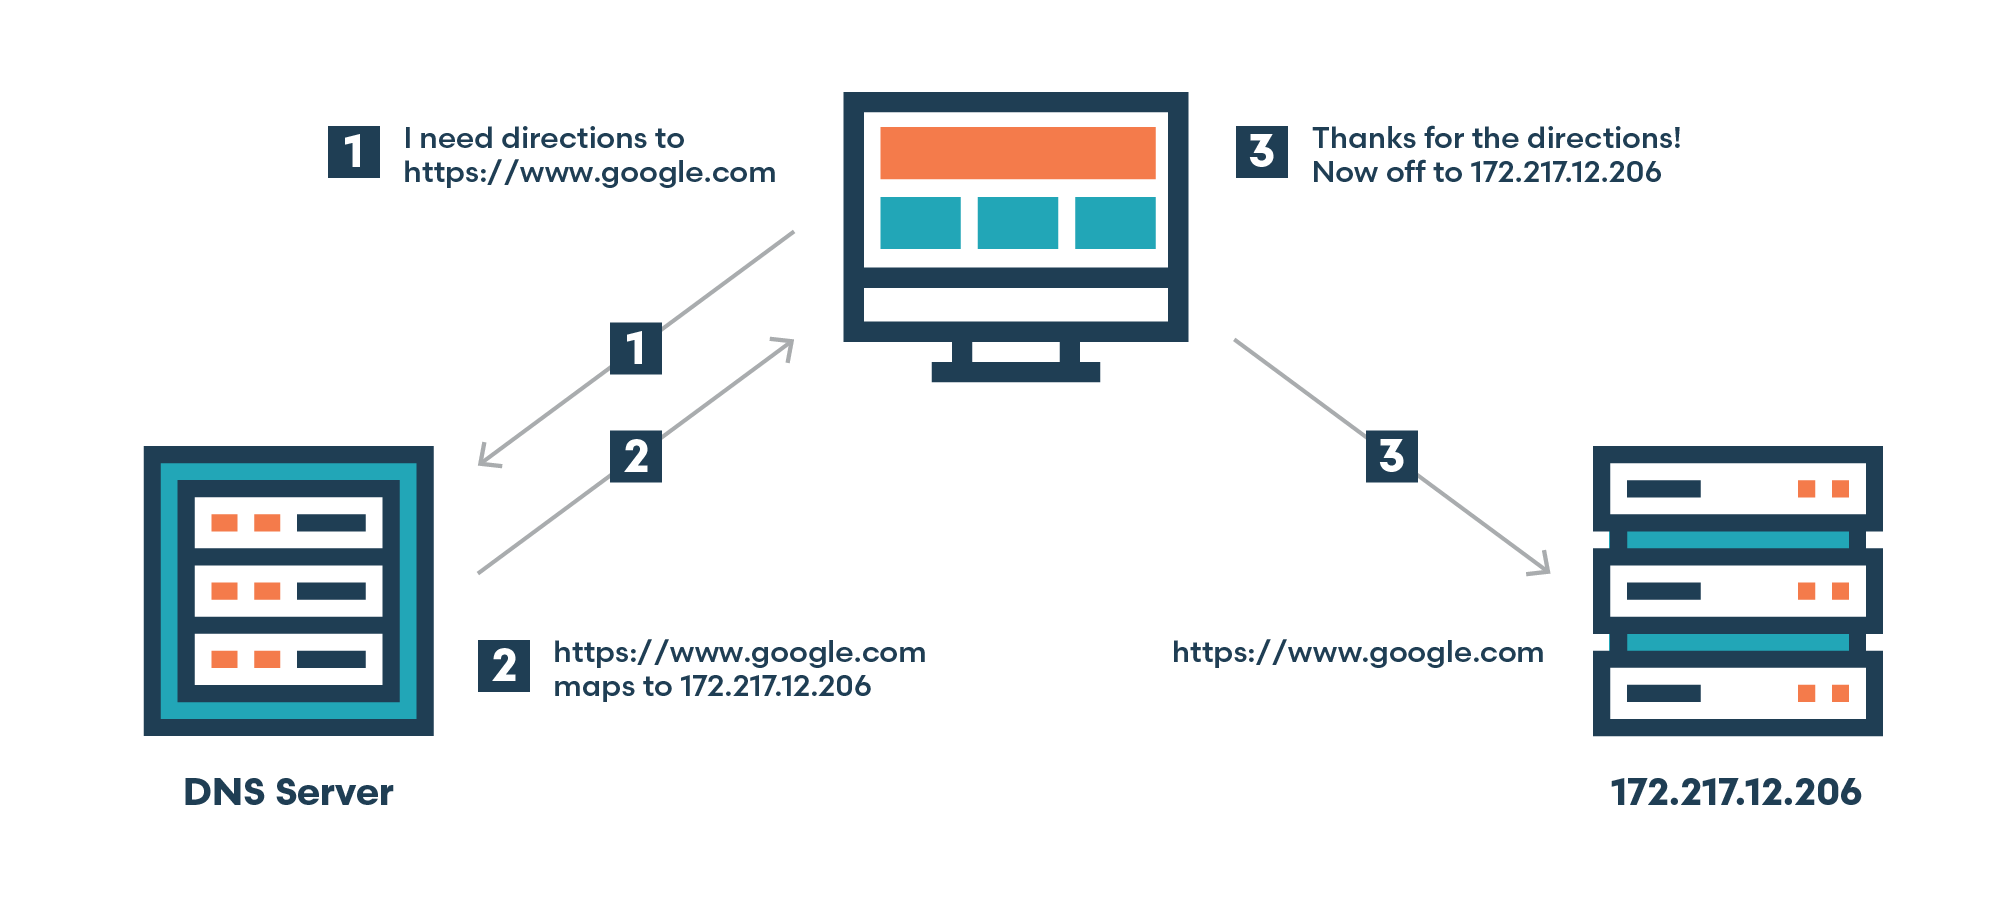 1
I need directions to
https://www.google.com
3
Thanks for the directions!
Now off to 172.217.12.206
1
2
3
2
https://www.google.com
maps to 172.217.12.206
https://www.google.com
DNS Server
172.217.12.206